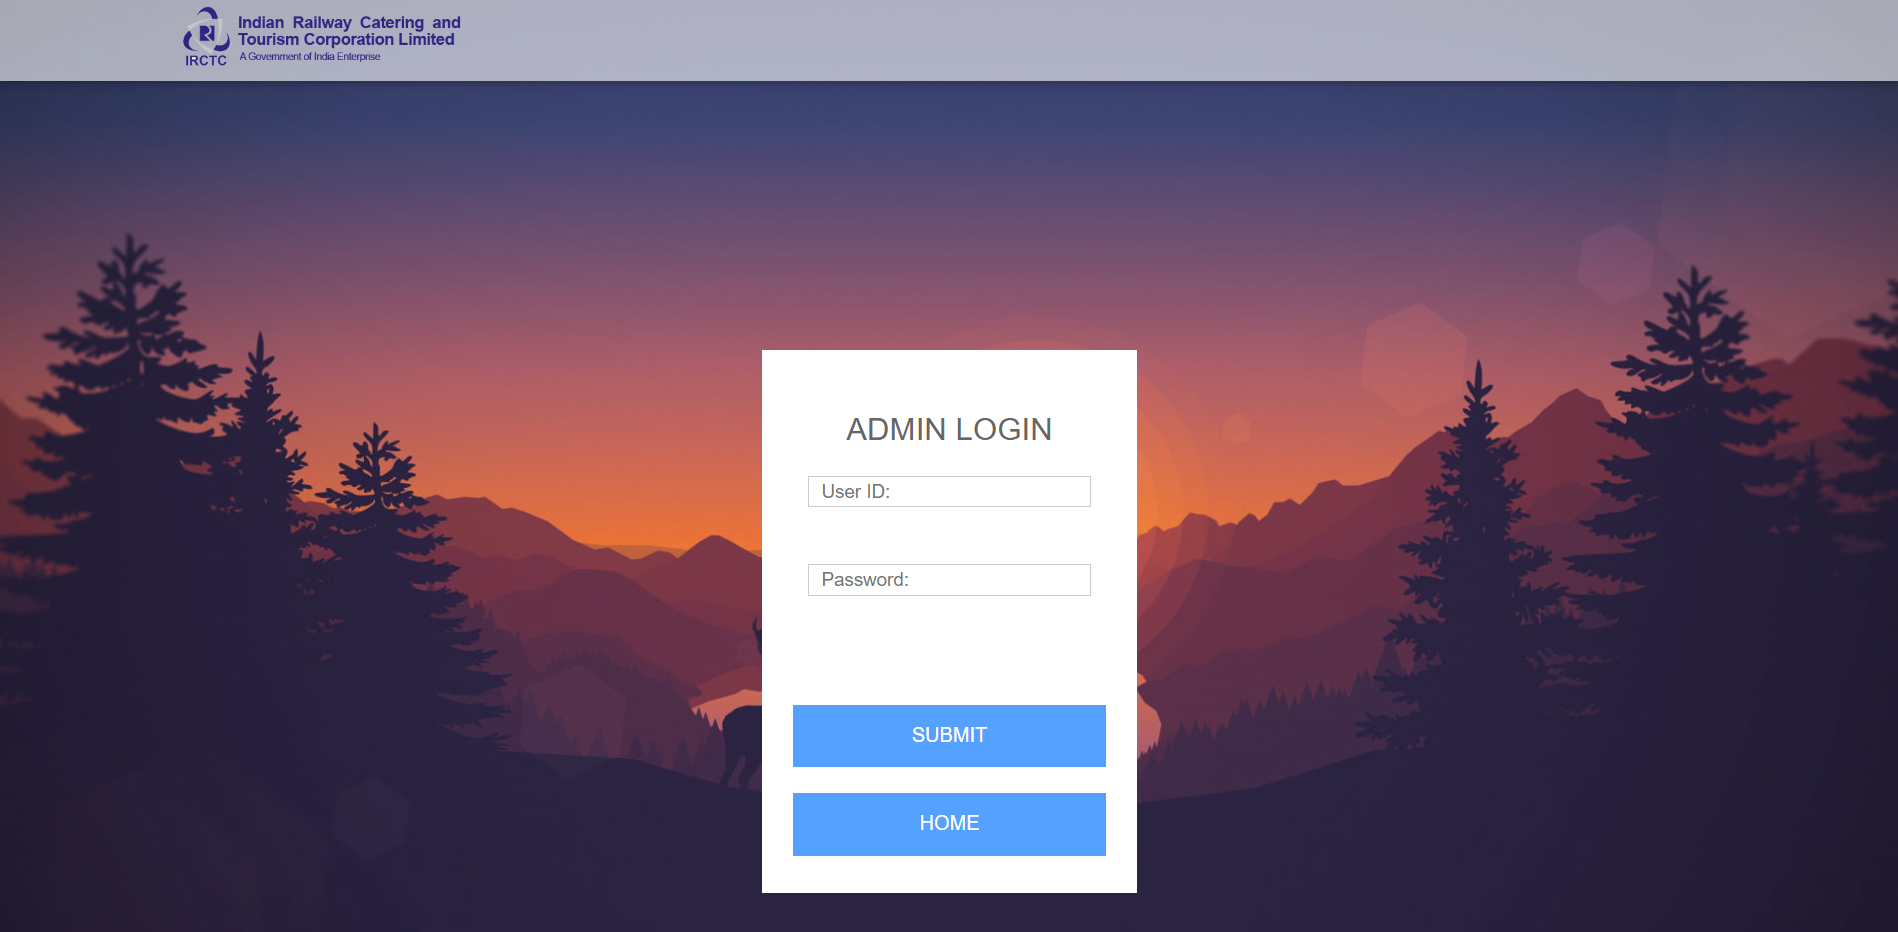 Indian Railway Catering and
Tourism Corporation Limited
A Government of India Enterprise
IRCTC
ADMIN LOGIN
User ID:
Password:
SUBMIT
HOME